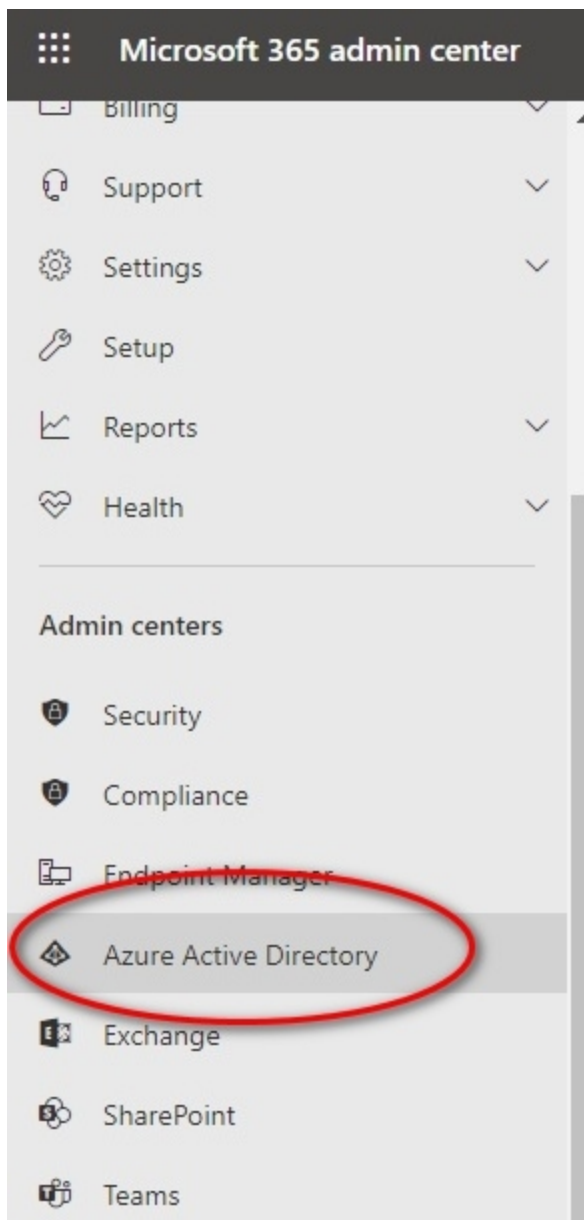 Microsoft 365 admin center
Billing
Support
Settings
Setup
Reports
Health
Admin centers
Security
Compliance
Endpoint Manager
Azure Active Directory
Exchange
SharePoint
Teams